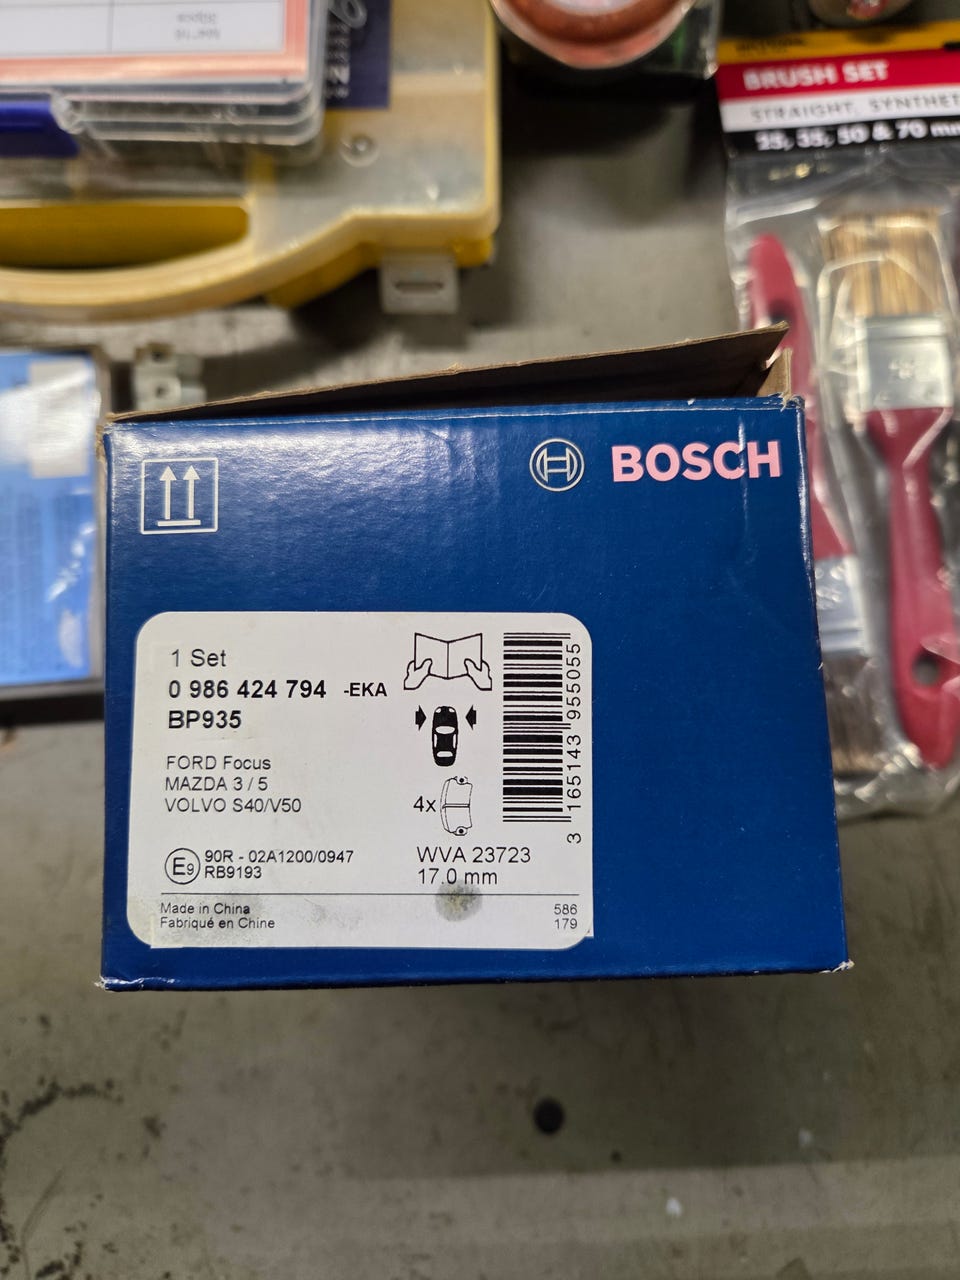 BRUSH SET
STRAIGHT, SYNTHET
25, 35, 50 & 70 mm
BOSCH
1 Set
0 986 424 794 -EKA
BP935
FORD Focus
MAZDA 3 / 5
VOLVO S40/V50
4x
3 165143 955055
E9
90R - 02A1200/0947
RB9193
WVA 23723
17.0 mm
Made in China
Fabriqué en Chine
586
179